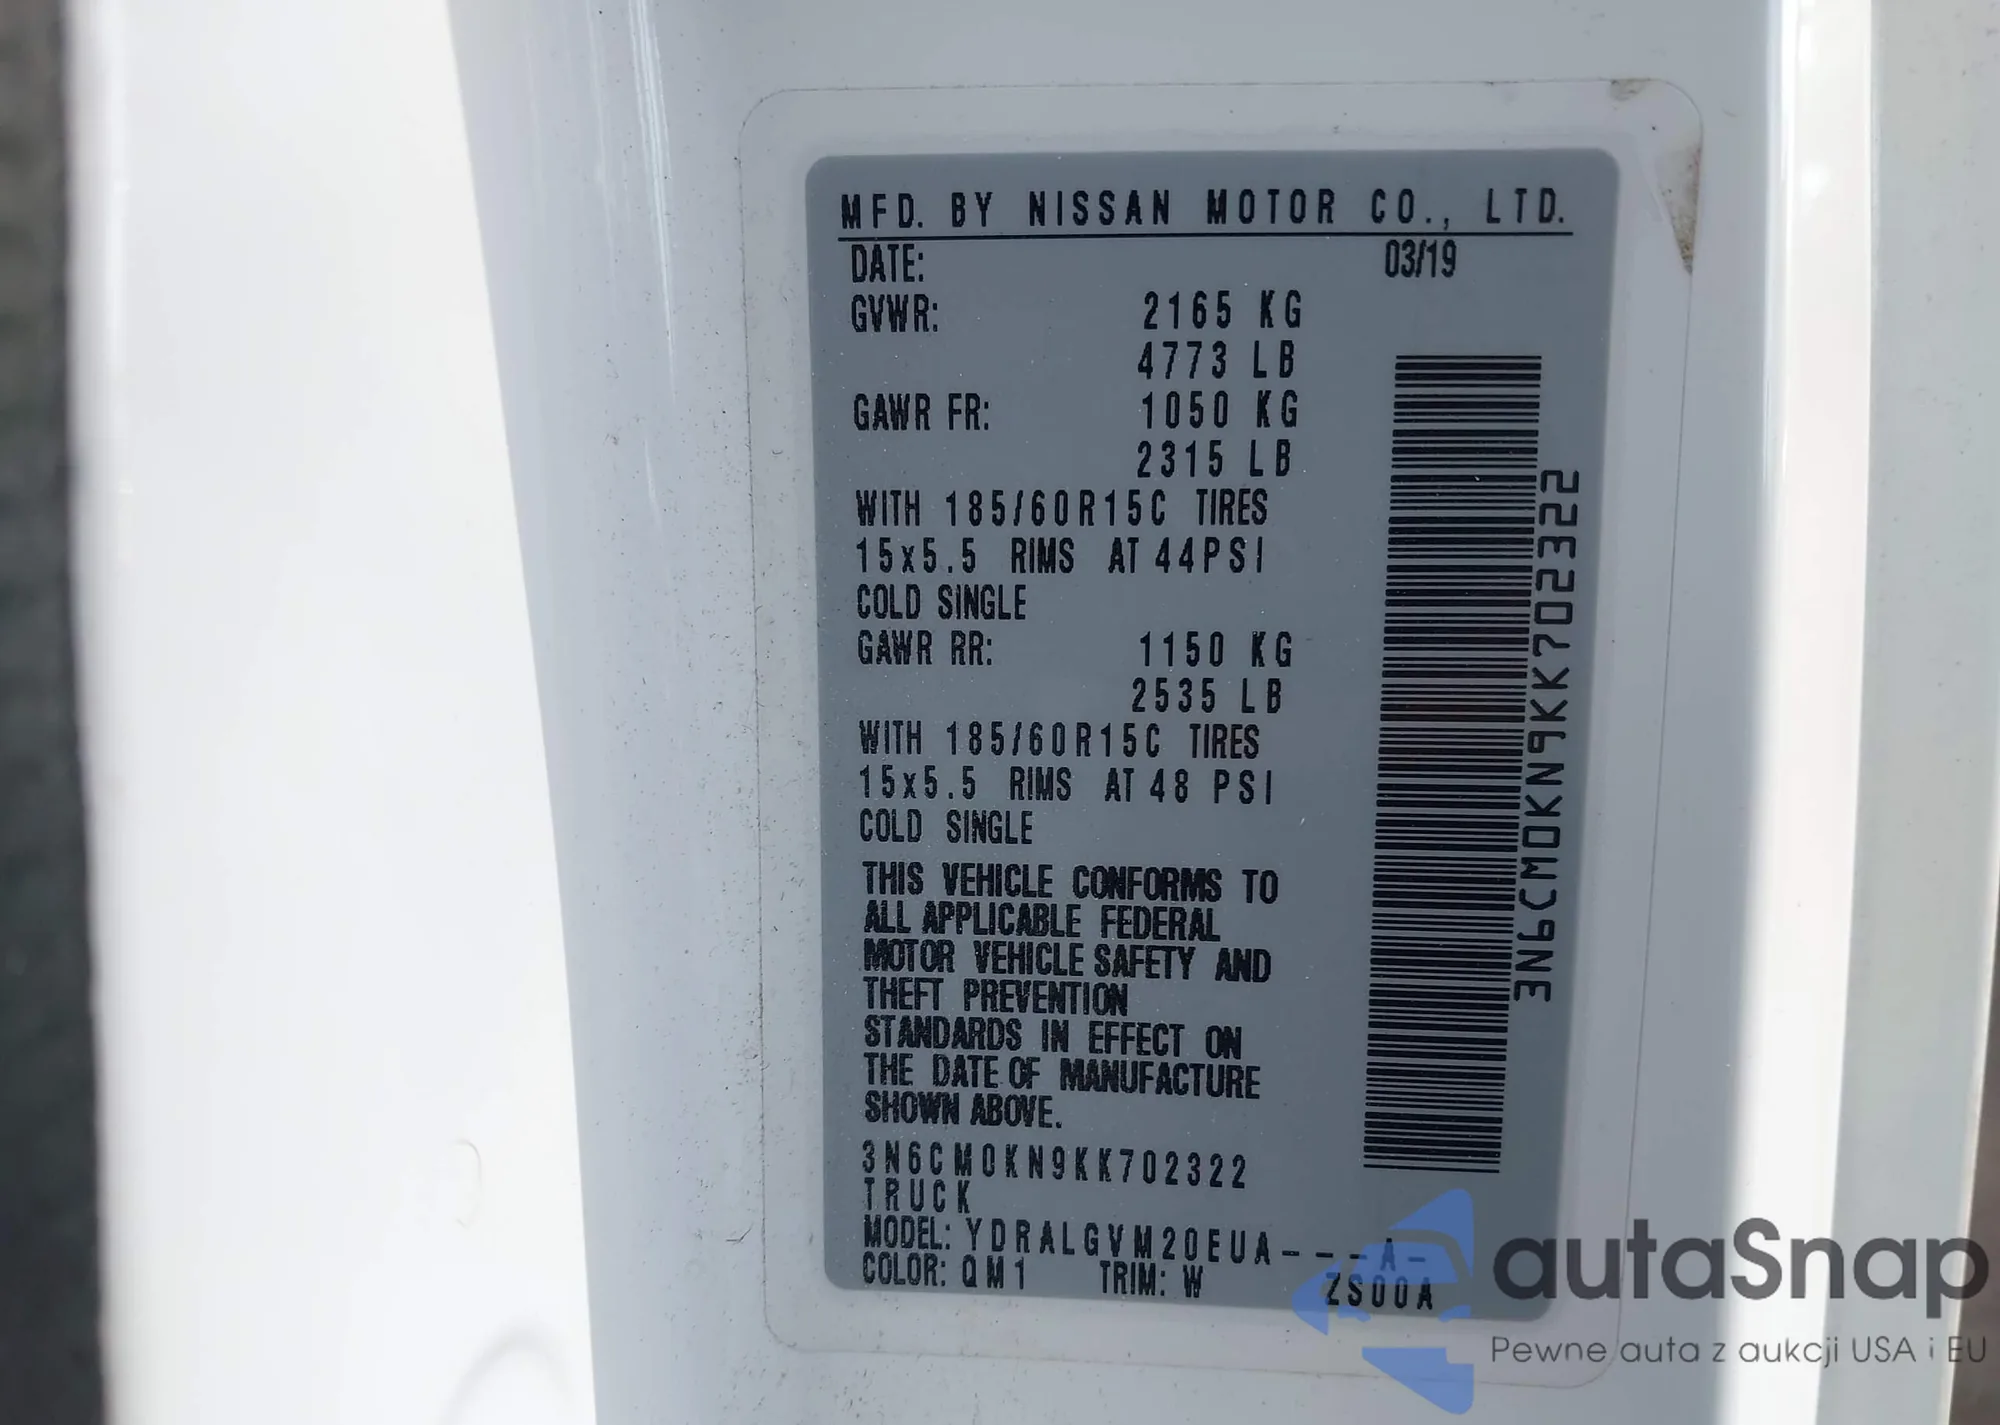 MFD. BY NISSAN MOTOR CO., LTD.
DATE: 03/19
GVWR: 2165 KG
4773 LB
GAWR FR: 1050 KG
2315 LB
WITH 185/60R15C TIRES
15x5.5 RIMS AT 44PSI
COLD SINGLE
GAWR RR: 1150 KG
2535 LB
WITH 185/60R15C TIRES
15x5.5 RIMS AT 48 PSI
COLD SINGLE
THIS VEHICLE CONFORMS TO
ALL APPLICABLE FEDERAL
MOTOR VEHICLE SAFETY AND
THEFT PREVENTION
STANDARDS IN EFFECT ON
THE DATE OF MANUFACTURE
SHOWN ABOVE.
3N6CM0KN9KK702322
TRUCK
MODEL: YDRALGVM20EUA---A-
COLOR: QM1 TRIM: W ZS00A
3N6CM0KN9KK702322
autaSnap
Pewne auta z aukcji USA i EU